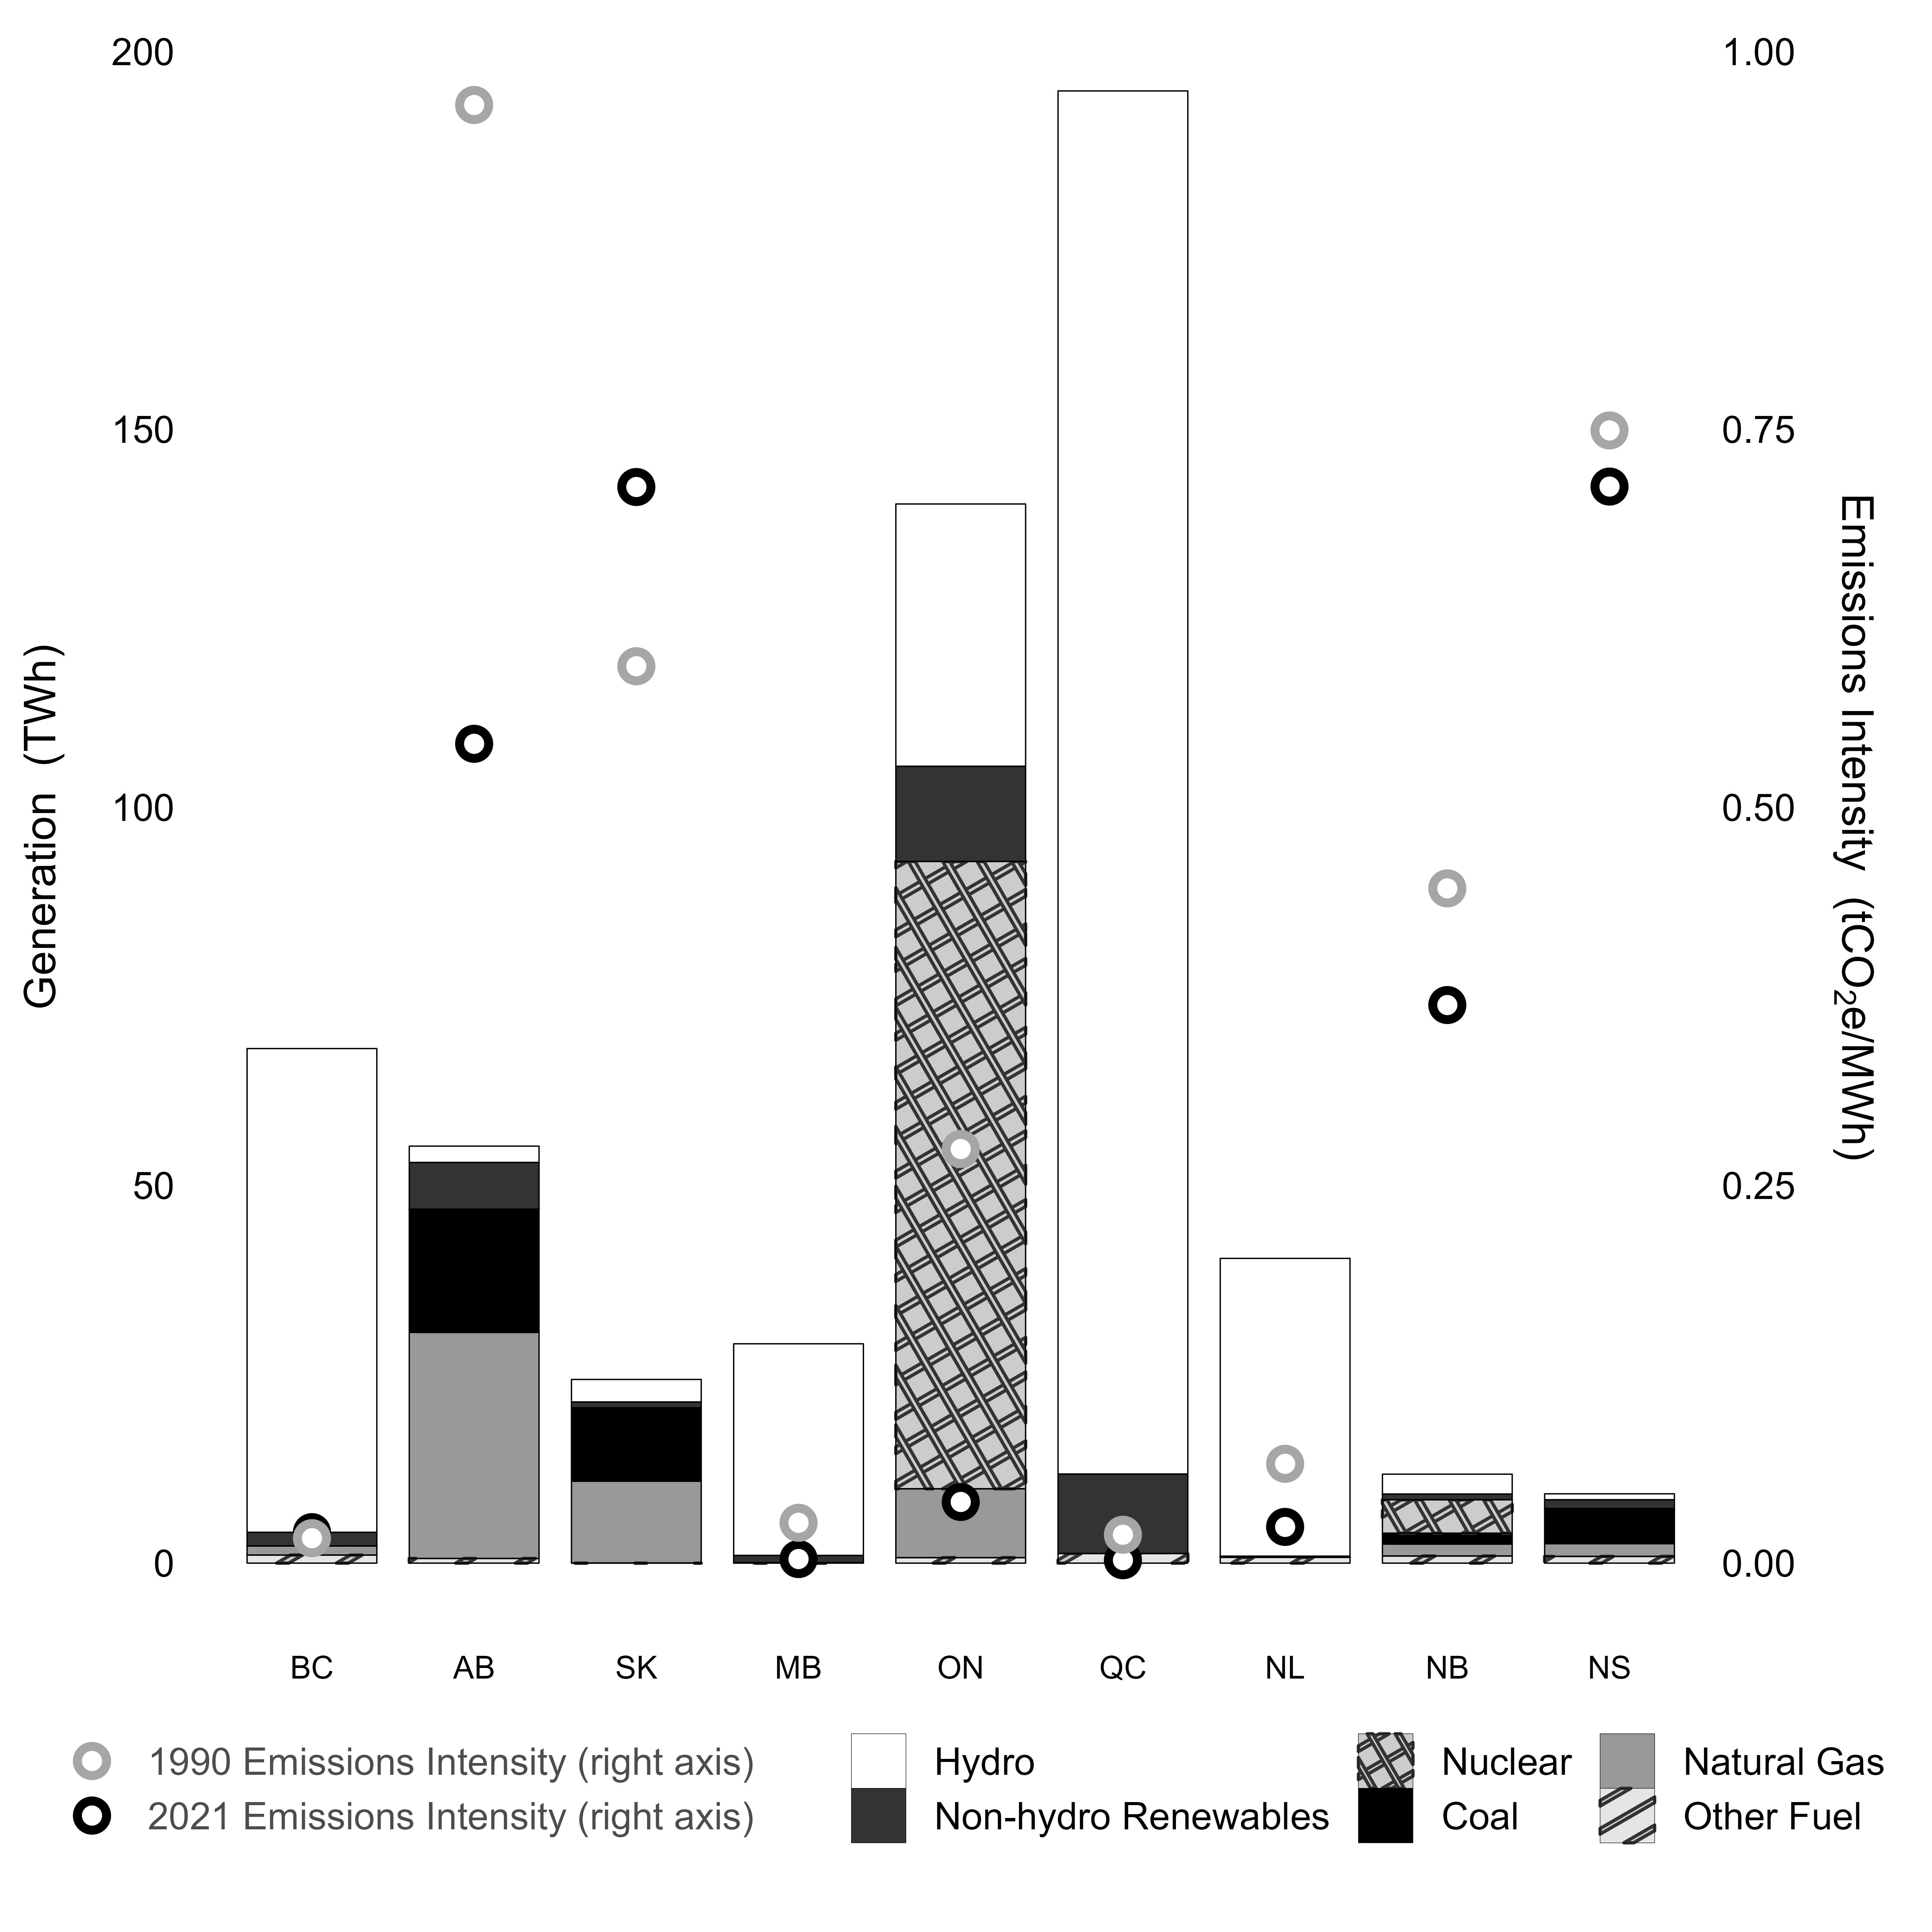 200
150
100
50
0
Generation (TWh)
1.00
0.75
0.50
0.25
0.00
Emissions Intensity (tCO₂e/MWh)
BC AB SK MB ON QC NL NB NS
1990 Emissions Intensity (right axis)
2021 Emissions Intensity (right axis)
Hydro
Non-hydro Renewables
Nuclear
Coal
Natural Gas
Other Fuel